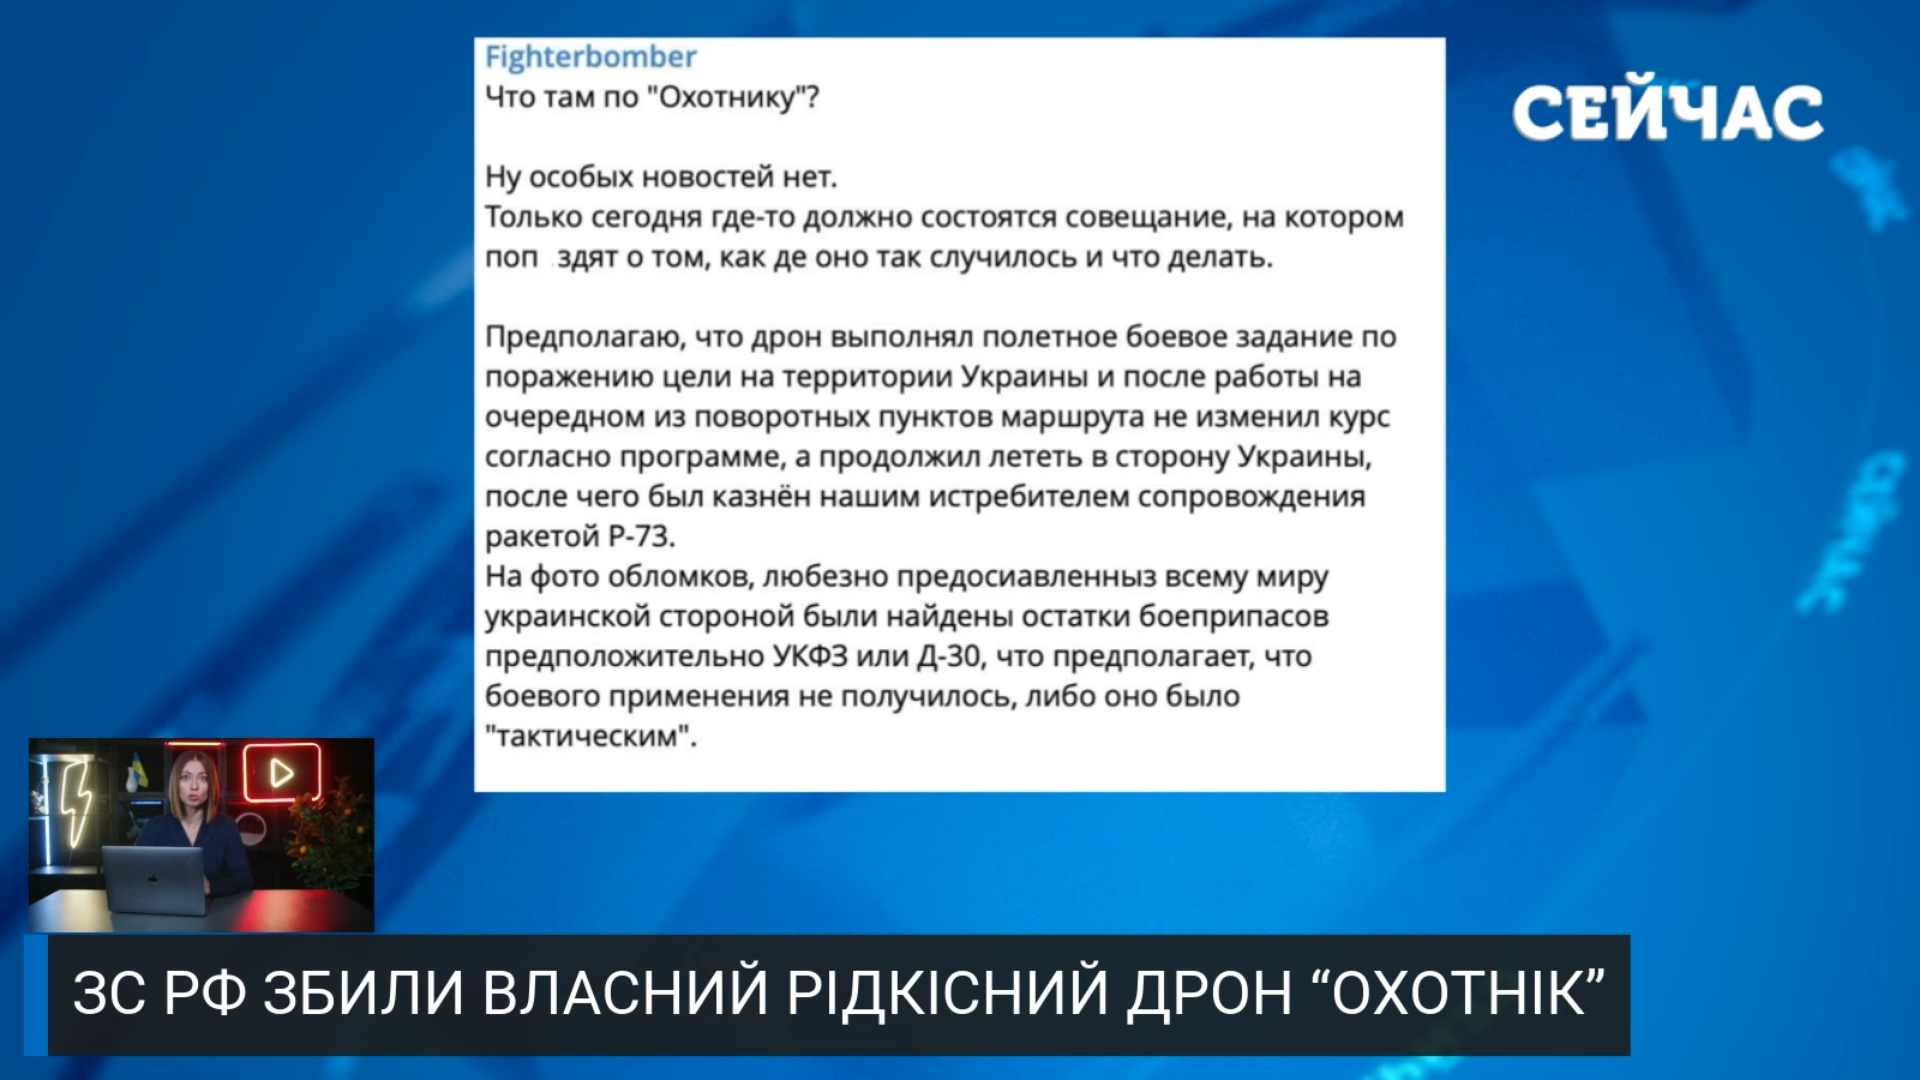 Fighterbomber
Что там по "Охотнику"?
Ну особых новостей нет.
Только сегодня где-то должно состоятся совещание, на котором
поп здят о том, как де оно так случилось и что делать.
Предполагаю, что дрон выполнял полетное боевое задание по
поражению цели на территории Украины и после работы на
очередном из поворотных пунктов маршрута не изменил курс
согласно программе, а продолжил лететь в сторону Украины,
после чего был казнён нашим истребителем сопровождения
ракетой Р-73.
На фото обломков, любезно предосиавленныз всему миру
украинской стороной были найдены остатки боеприпасов
предположительно УКФЗ или Д-30, что предполагает, что
боевого применения не получилось, либо оно было
"тактическим".
СЕЙЧАС
ЗС РФ ЗБИЛИ ВЛАСНИЙ РІДКІСНИЙ ДРОН “ОХОТНІК”